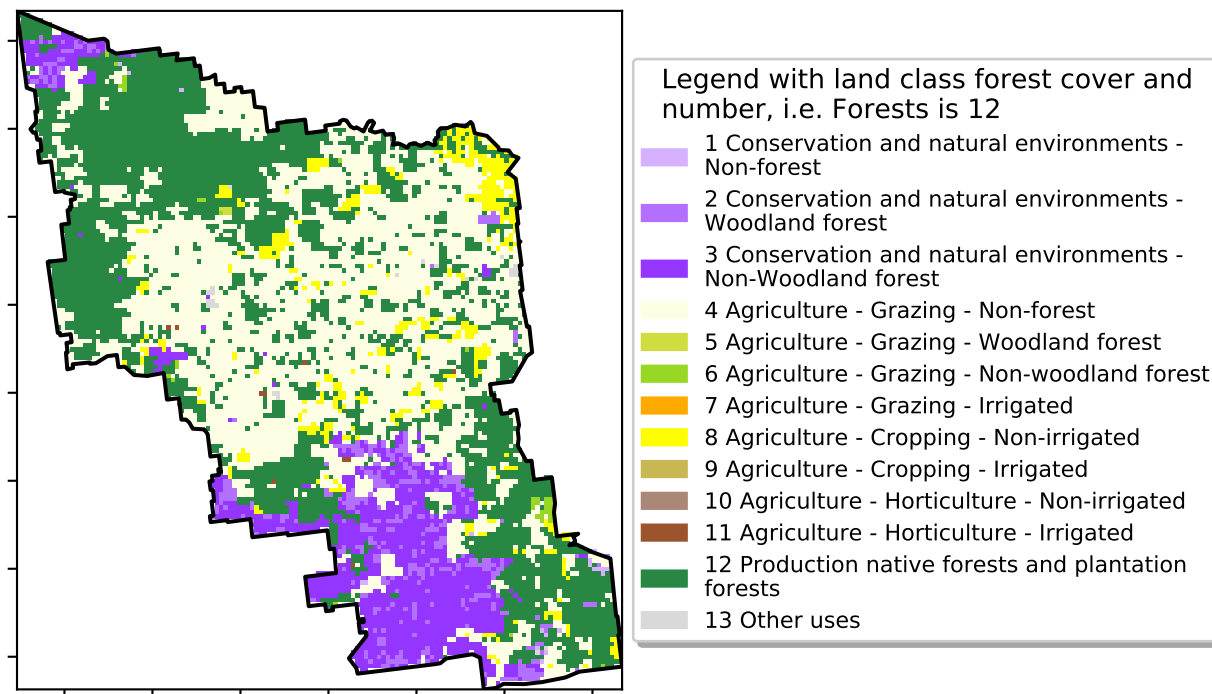 Legend with land class forest cover and
number, i.e. Forests is 12
1 Conservation and natural environments -
Non-forest
2 Conservation and natural environments -
Woodland forest
3 Conservation and natural environments -
Non-Woodland forest
4 Agriculture - Grazing - Non-forest
5 Agriculture - Grazing - Woodland forest
6 Agriculture - Grazing - Non-woodland forest
7 Agriculture - Grazing - Irrigated
8 Agriculture - Cropping - Non-irrigated
9 Agriculture - Cropping - Irrigated
10 Agriculture - Horticulture - Non-irrigated
11 Agriculture - Horticulture - Irrigated
12 Production native forests and plantation
forests
13 Other uses